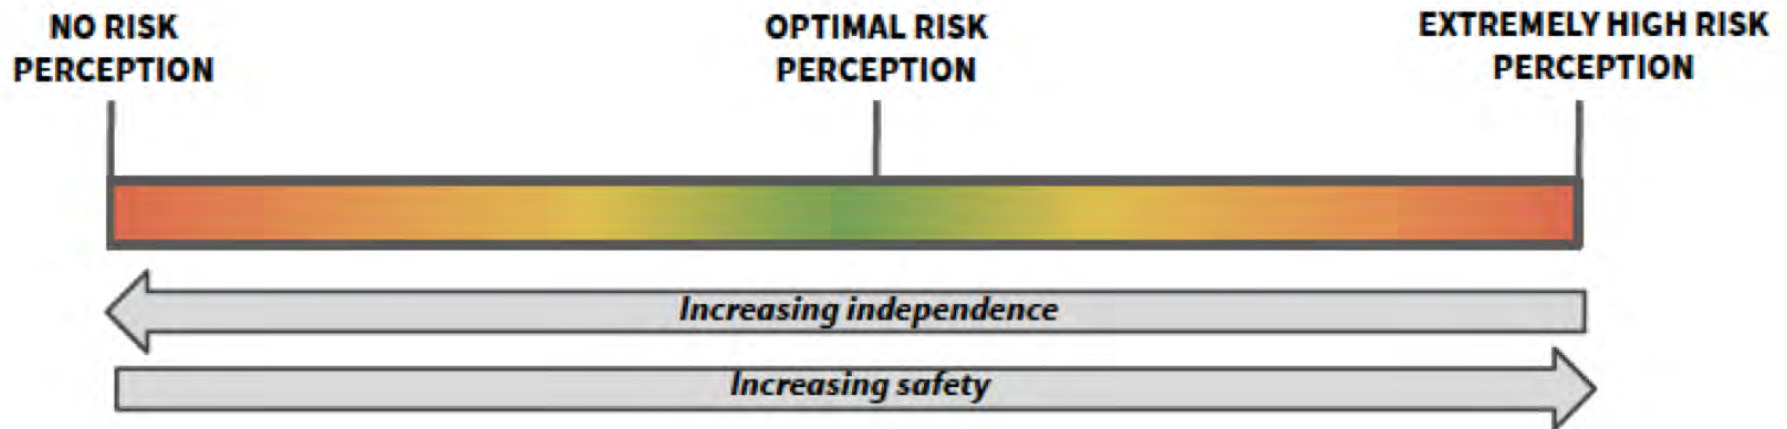 NO RISK
PERCEPTION
OPTIMAL RISK
PERCEPTION
EXTREMELY HIGH RISK
PERCEPTION
Increasing independence
Increasing safety